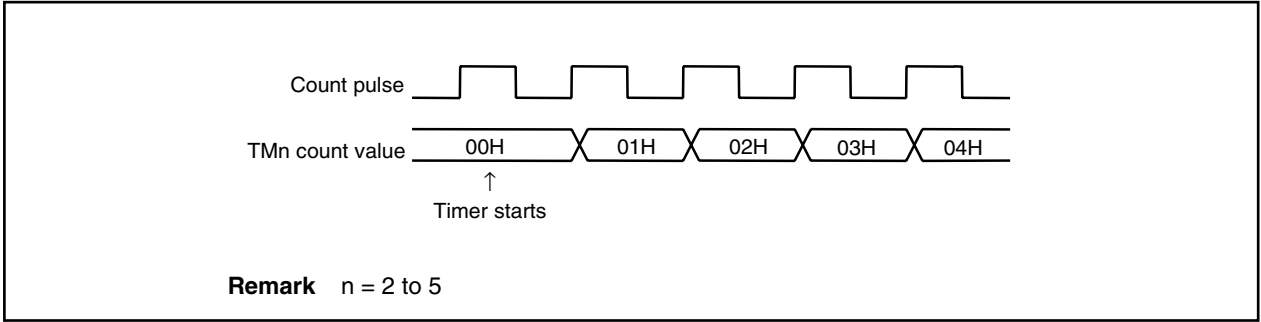 Count pulse
TMn count value 00H 01H 02H 03H 04H
↑
Timer starts
Remark n = 2 to 5